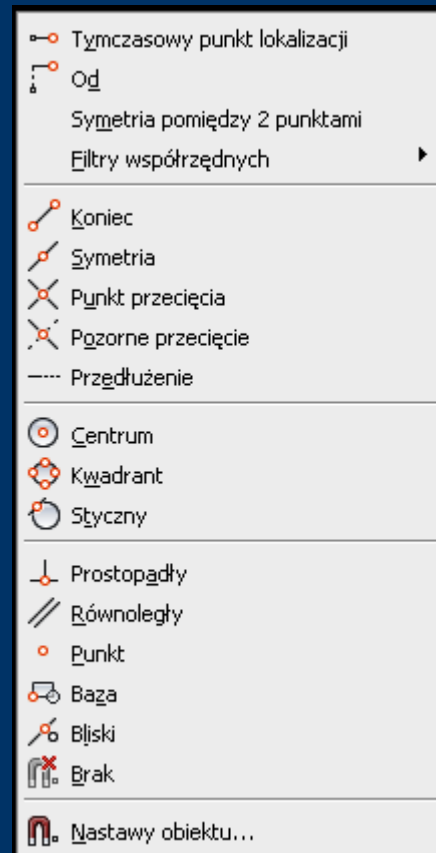 Tymczasowy punkt lokalizacji
Od
Symetria pomiędzy 2 punktami
Filtry współrzędnych
Koniec
Symetria
Punkt przecięcia
Pozorne przecięcie
Przedłużenie
Centrum
Kwadrant
Styczny
Prostopadły
Równoległy
Punkt
Baza
Bliski
Brak
Nastawy obiektu...